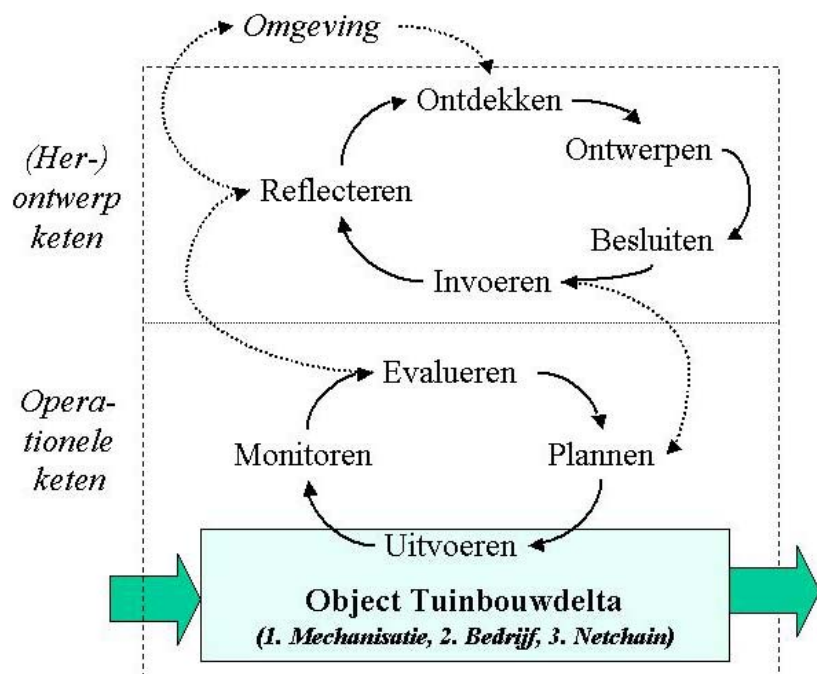 Omgeving
Ontdekken
(Her-)
ontwerp
keten
Ontwerpen
Reflecteren
Besluiten
Invoeren
Opera-
tionele
keten
Evalueren
Monitoren
Plannen
Uitvoeren
Object Tuinbouwdelta
(1. Mechanisatie, 2. Bedrijf, 3. Netchain)